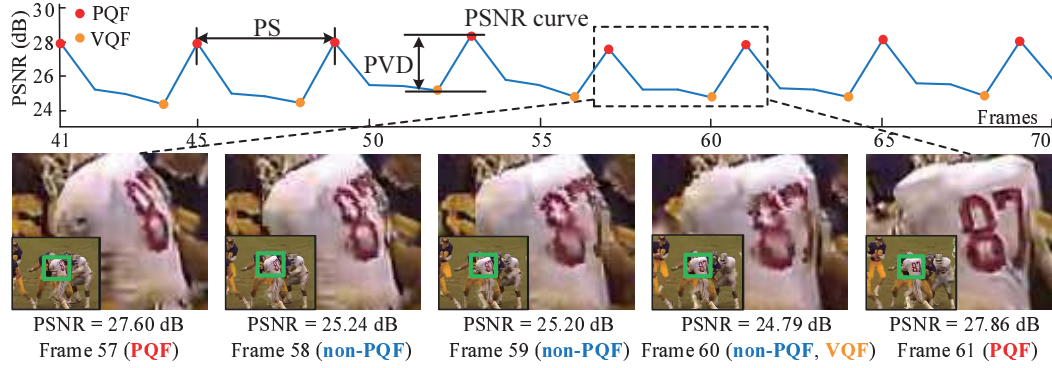 PQF
VQF
PSNR curve
PS
PVD
PSNR (dB)
30
28
26
24
Frames
41 45 50 55 60 65 70
87
PSNR = 27.60 dB PSNR = 25.24 dB PSNR = 25.20 dB PSNR = 24.79 dB PSNR = 27.86 dB
Frame 57 (PQF) Frame 58 (non-PQF) Frame 59 (non-PQF) Frame 60 (non-PQF, VQF) Frame 61 (PQF)